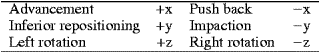 Advancement +x Push back −x
Inferior repositioning +y Impaction −y
Left rotation +z Right rotation −z